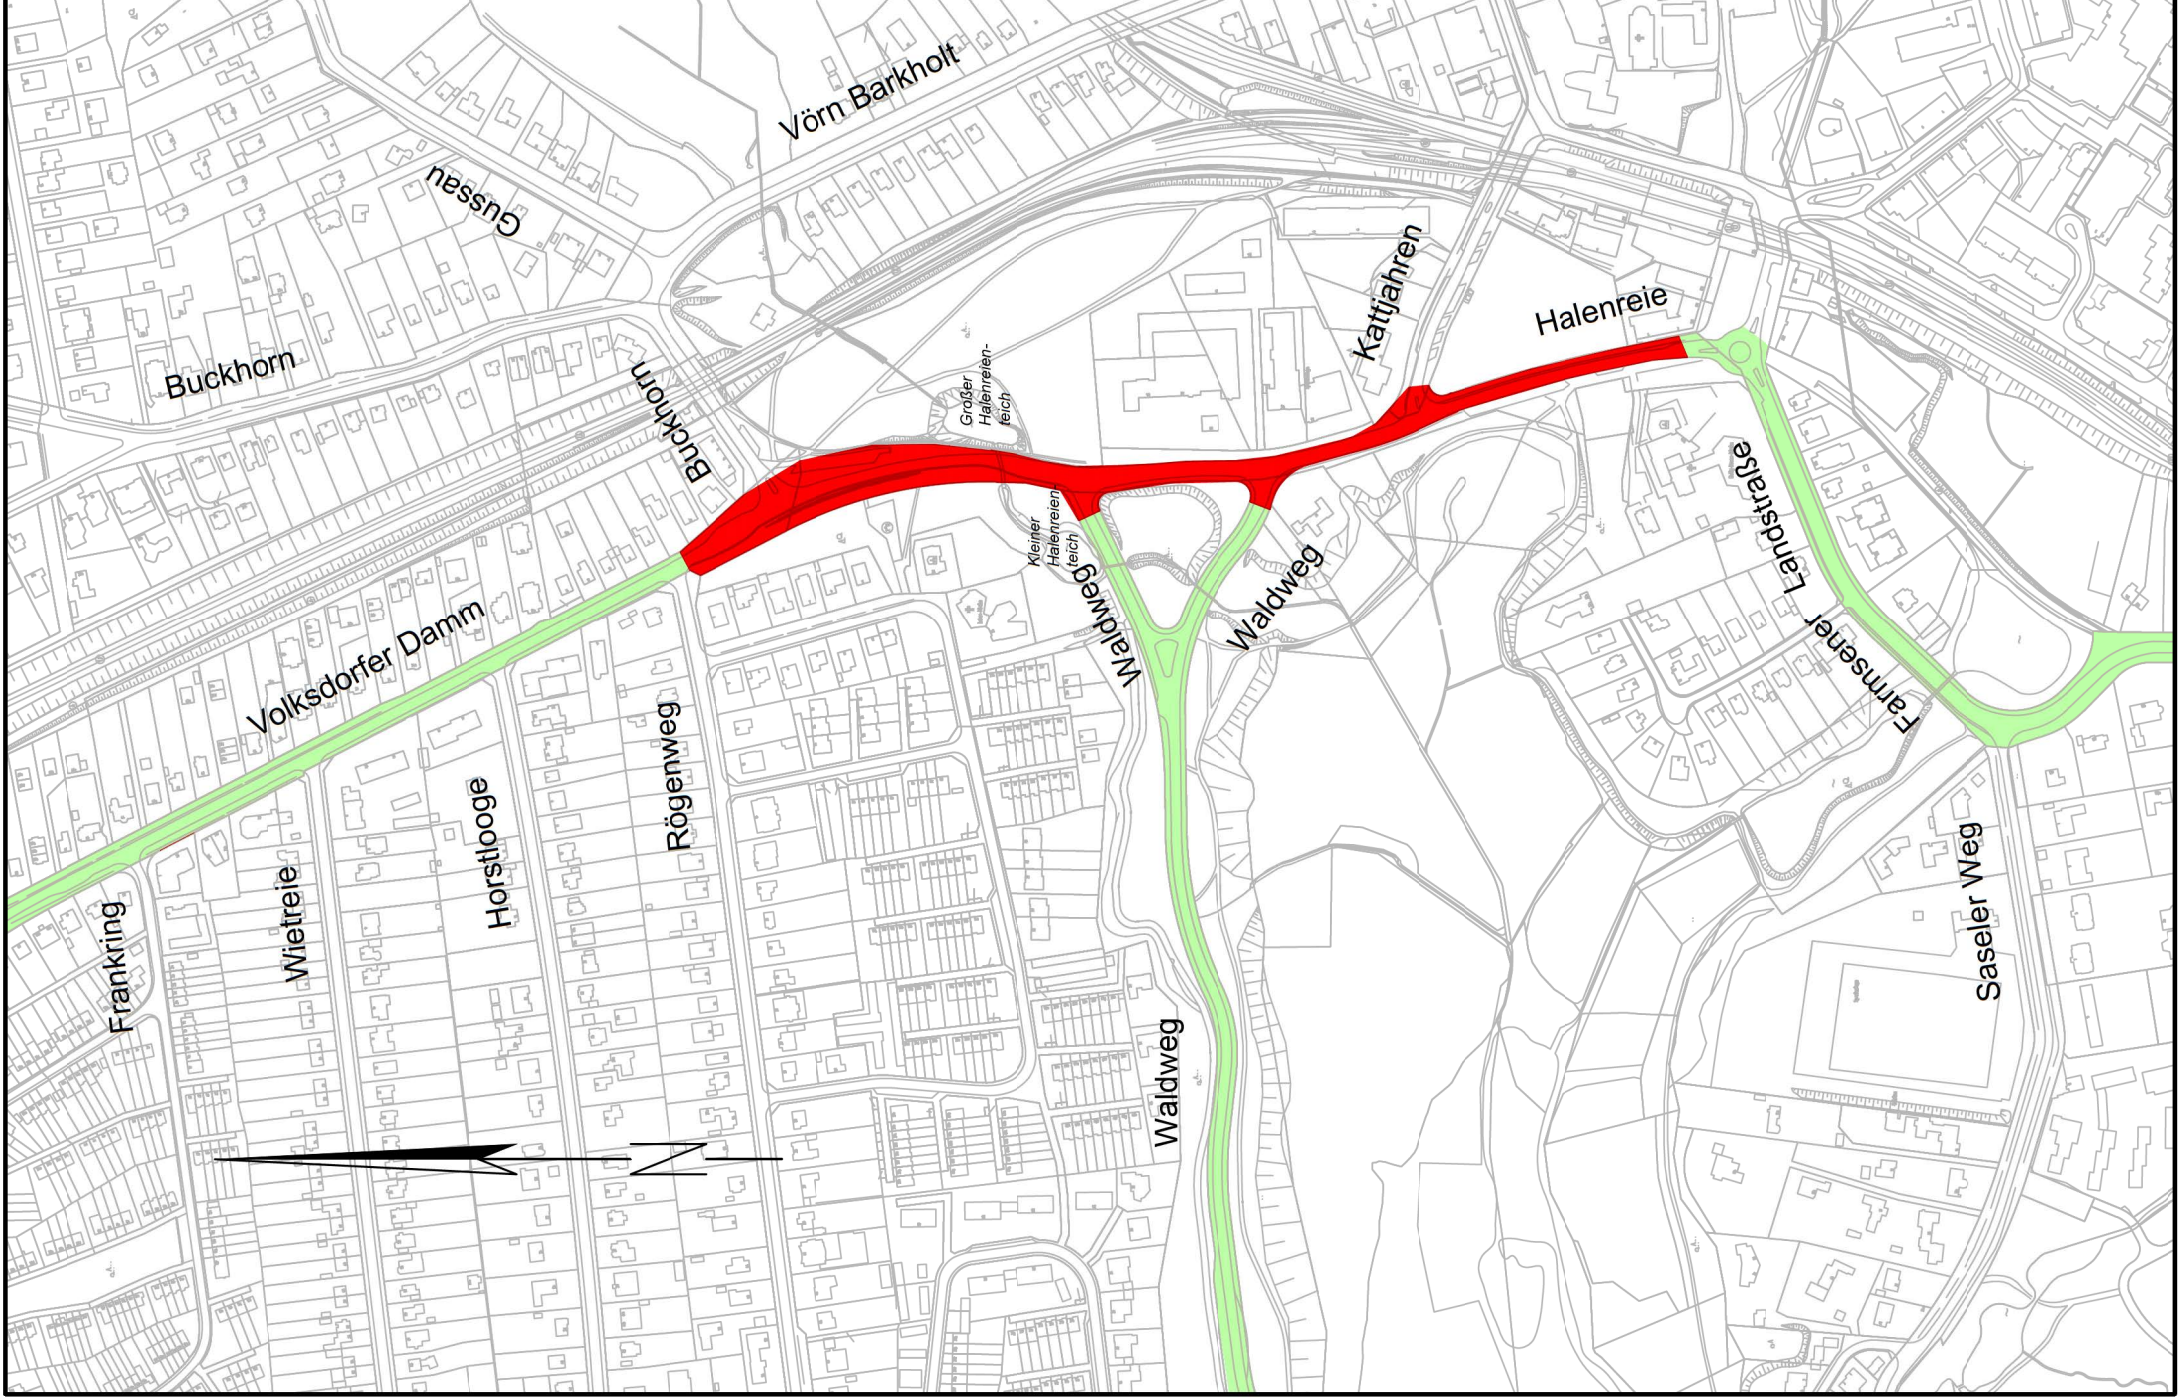 Vörn Barkholt
Gussau
Buckhorn
Buckhorn
Kattjahren
Halenreie
Großer
Halenreien-
teich
Kleiner
Halenreien-
teich
Volksdorfer Damm
Waldweg
Waldweg
Farmsener Landstraße
Rögenweg
Horstlooge
Wietreie
Frankring
Saseler Weg
Waldweg
N